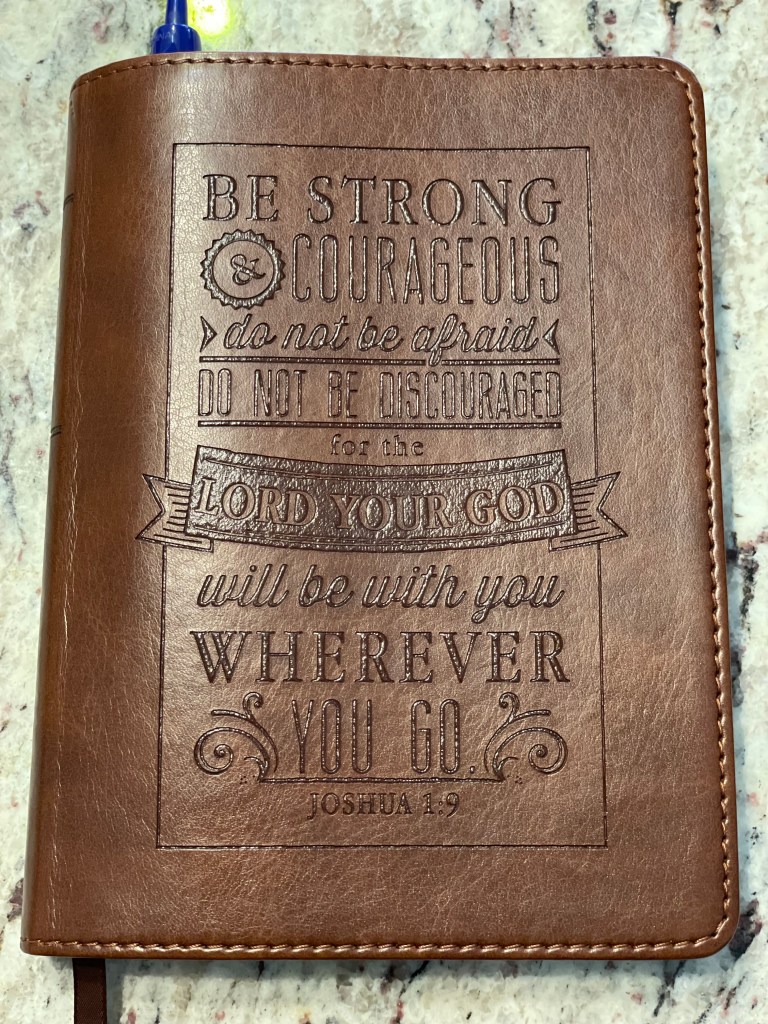 BE STRONG
& COURAGEOUS
do not be afraid
DO NOT BE DISCOURAGED
for the
LORD YOUR GOD
will be with you
WHEREVER
YOU GO.
JOSHUA 1:9